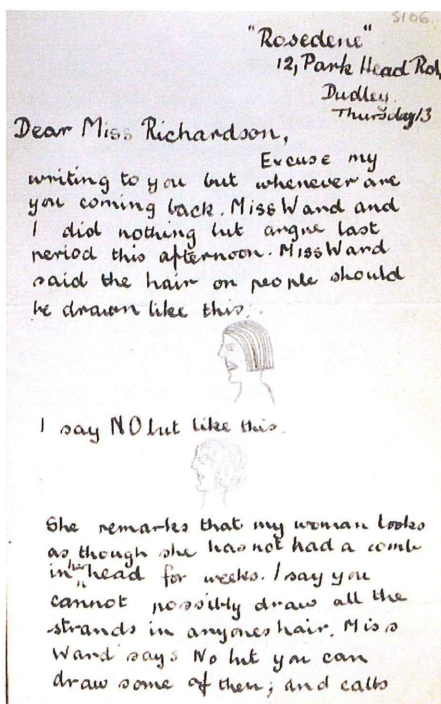 5106
"Rosedene"
12, Park Head Rd,
Dudley.
Thursday 13
Dear Miss Richardson,
Excuse my
writing to you but whenever are
you coming back. Miss Ward and
I did nothing but argue last
period this afternoon. Miss Ward
said the hair on people should
be drawn like this.
I say NO but like this.
She remarks that my woman looks
as though she has not had a comb
in her head for weeks. I say you
cannot possibly draw all the
strands in anyones hair. Miss
Ward says No but you can
draw some of them; and calls